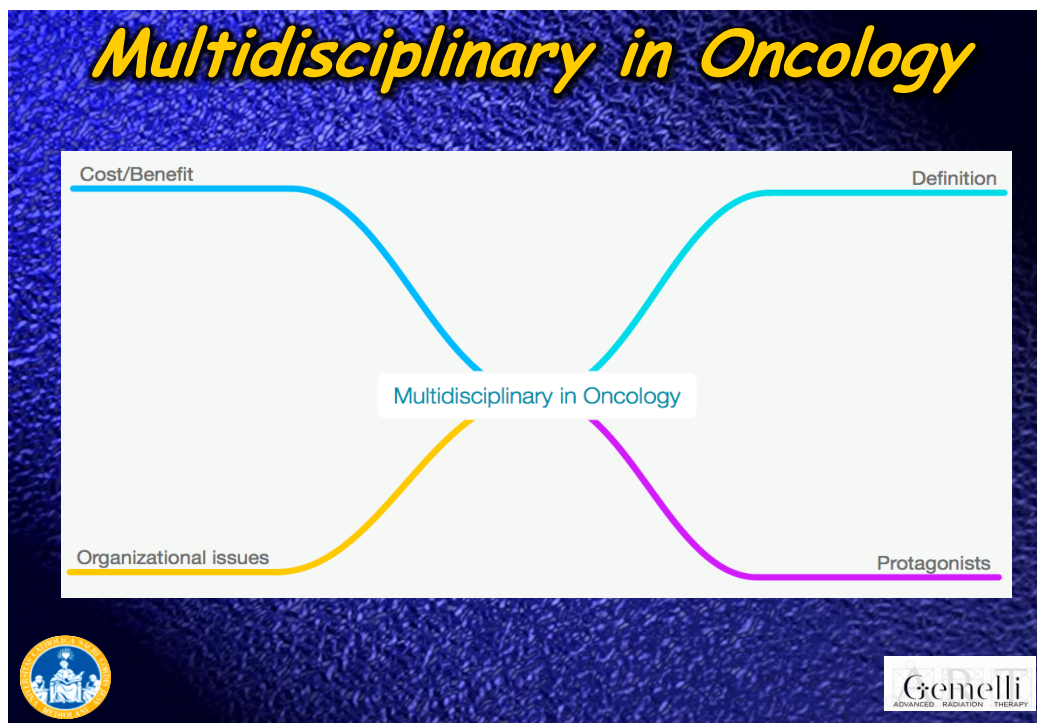 Multidisciplinary in Oncology
Cost/Benefit
Definition
Multidisciplinary in Oncology
Organizational issues
Protagonists
Gemelli
ADVANCED RADIATION THERAPY